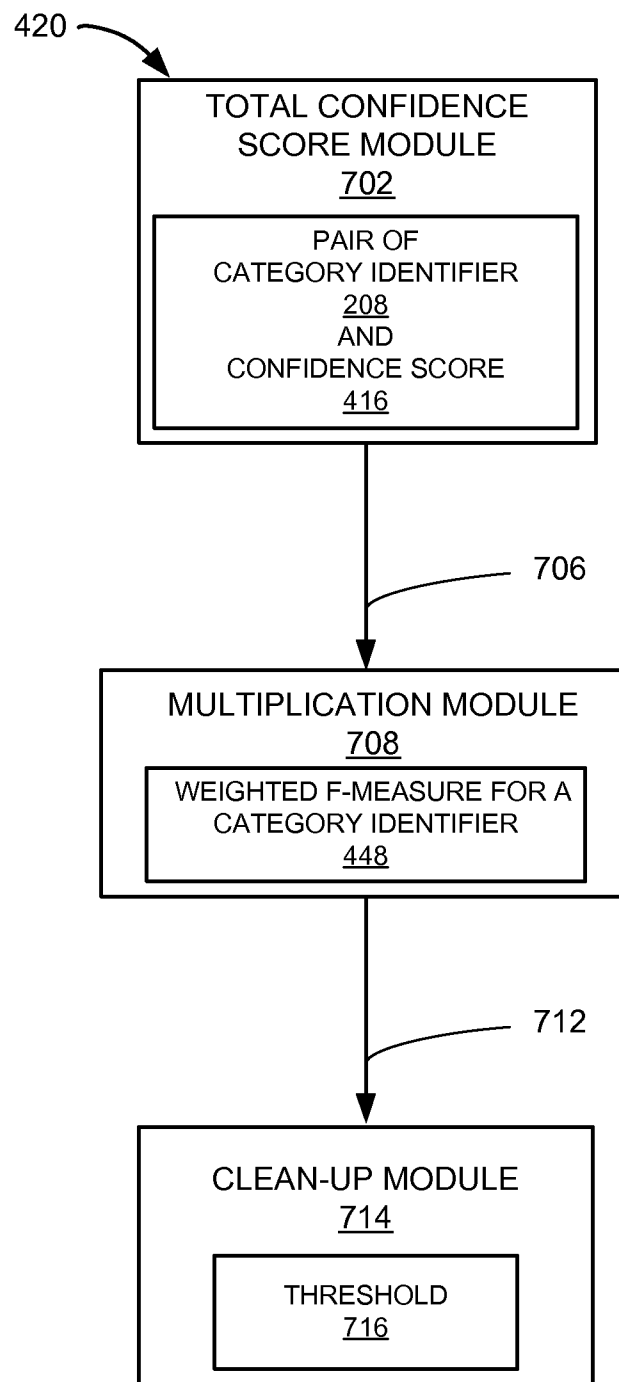 420
TOTAL CONFIDENCE
SCORE MODULE
702
PAIR OF
CATEGORY IDENTIFIER
208
AND
CONFIDENCE SCORE
416
706
MULTIPLICATION MODULE
708
WEIGHTED F-MEASURE FOR A
CATEGORY IDENTIFIER
448
712
CLEAN-UP MODULE
714
THRESHOLD
716